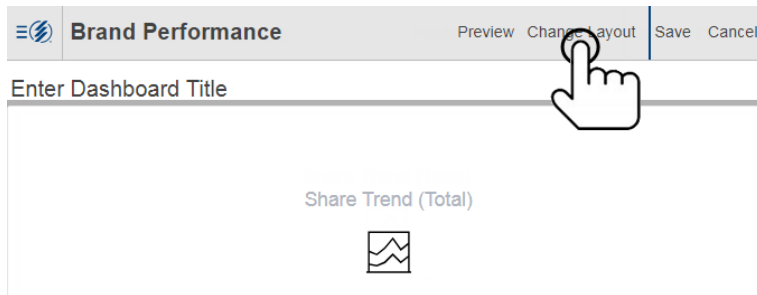 Brand Performance Preview Change Layout Save Cancel
Enter Dashboard Title
Share Trend (Total)